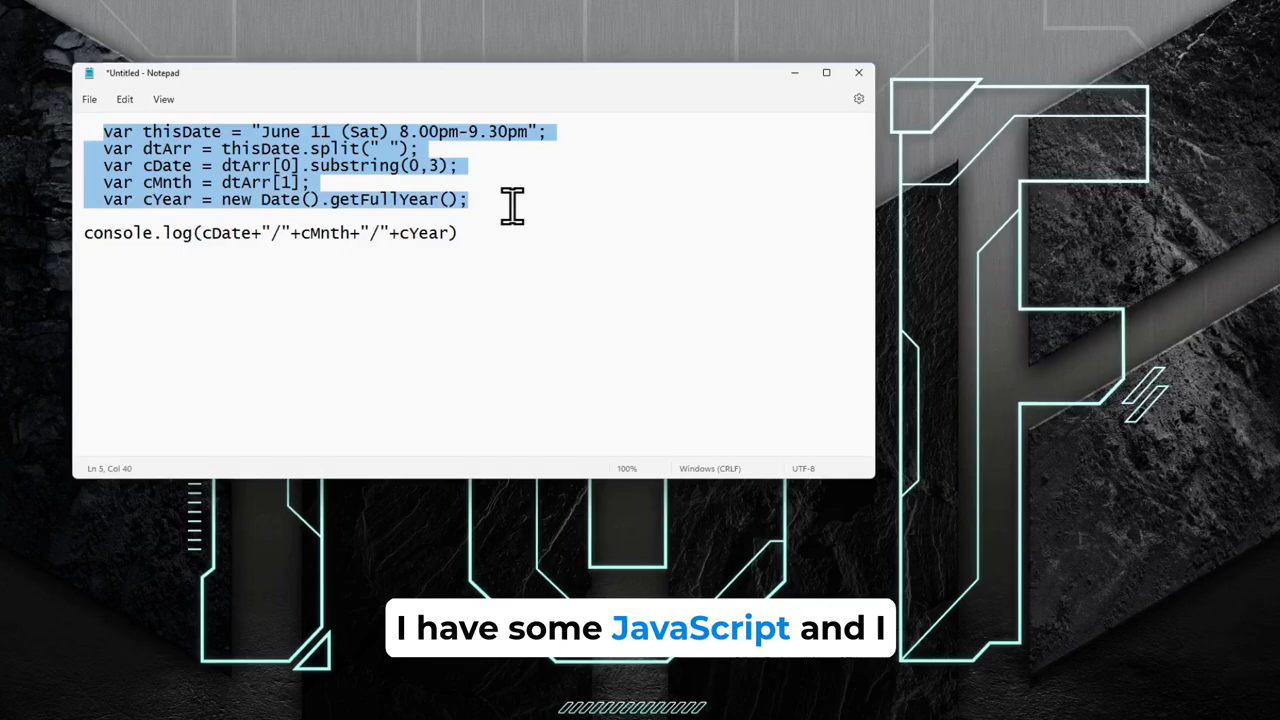 *Untitled - Notepad
File Edit View
var thisDate = "June 11 (Sat) 8.00pm-9.30pm";
var dtArr = thisDate.split(" ");
var cDate = dtArr[0].substring(0,3);
var cMnth = dtArr[1];
var cYear = new Date().getFullYear();
console.log(cDate+"/"+cMnth+"/"+cYear)
Ln 5, Col 40 100% Windows (CRLF) UTF-8
I have some JavaScript and I